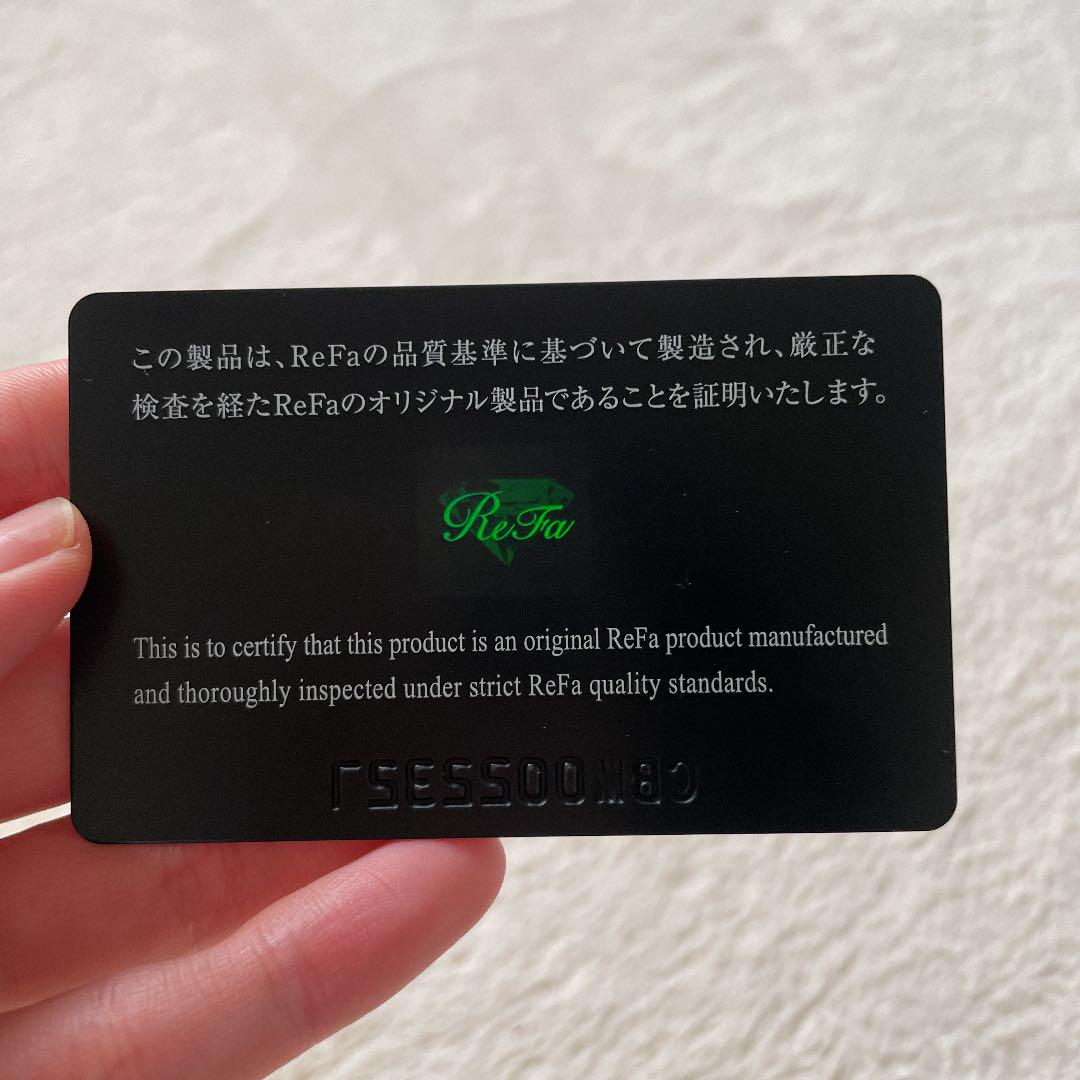 この製品は、ReFaの品質基準に基づいて製造され、厳正な
検査を経たReFaのオリジナル製品であることを証明いたします。
ReFa
This is to certify that this product is an original ReFa product manufactured
and thoroughly inspected under strict ReFa quality standards.
CBW0025357